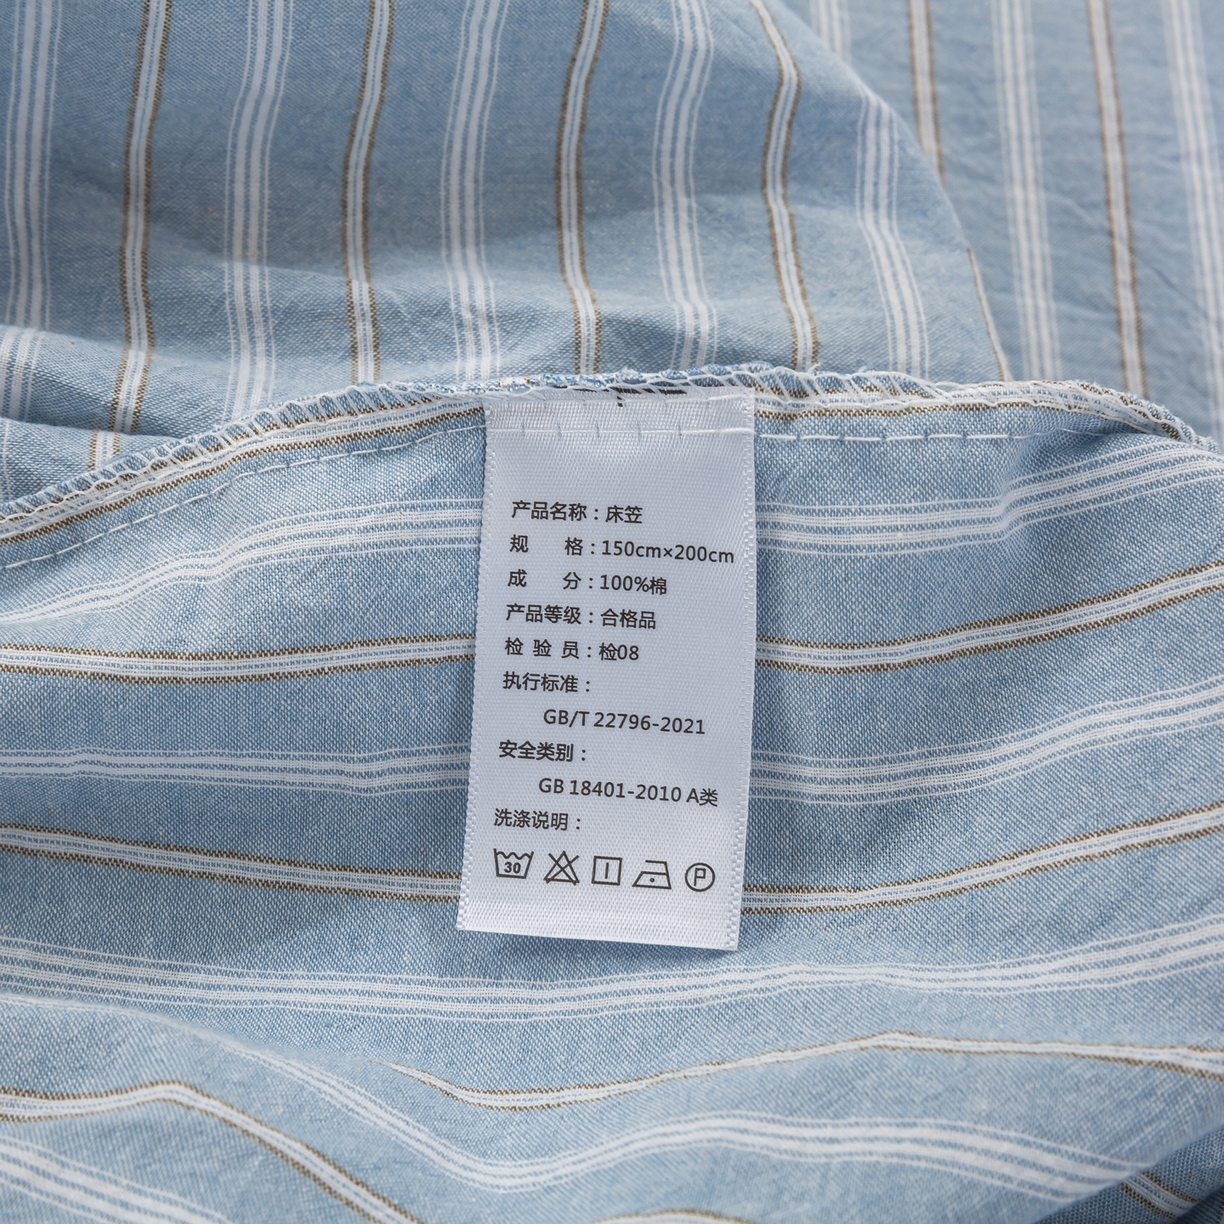 产品名称：床笠
规 格：150cm×200cm
成 分：100%棉
产品等级：合格品
检 验 员：检08
执行标准：
GB/T 22796-2021
安全类别：
GB 18401-2010 A类
洗涤说明：
30 P